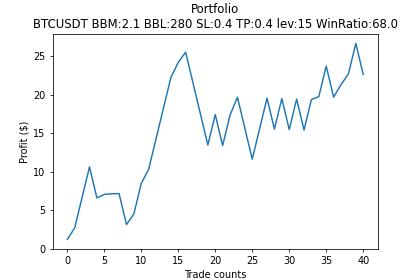 Portfolio
BTCUSDT BBM:2.1 BBL:280 SL:0.4 TP:0.4 lev:15 WinRatio:68.0
25
20
15
10
5
0
Profit ($)
0 5 10 15 20 25 30 35 40
Trade counts